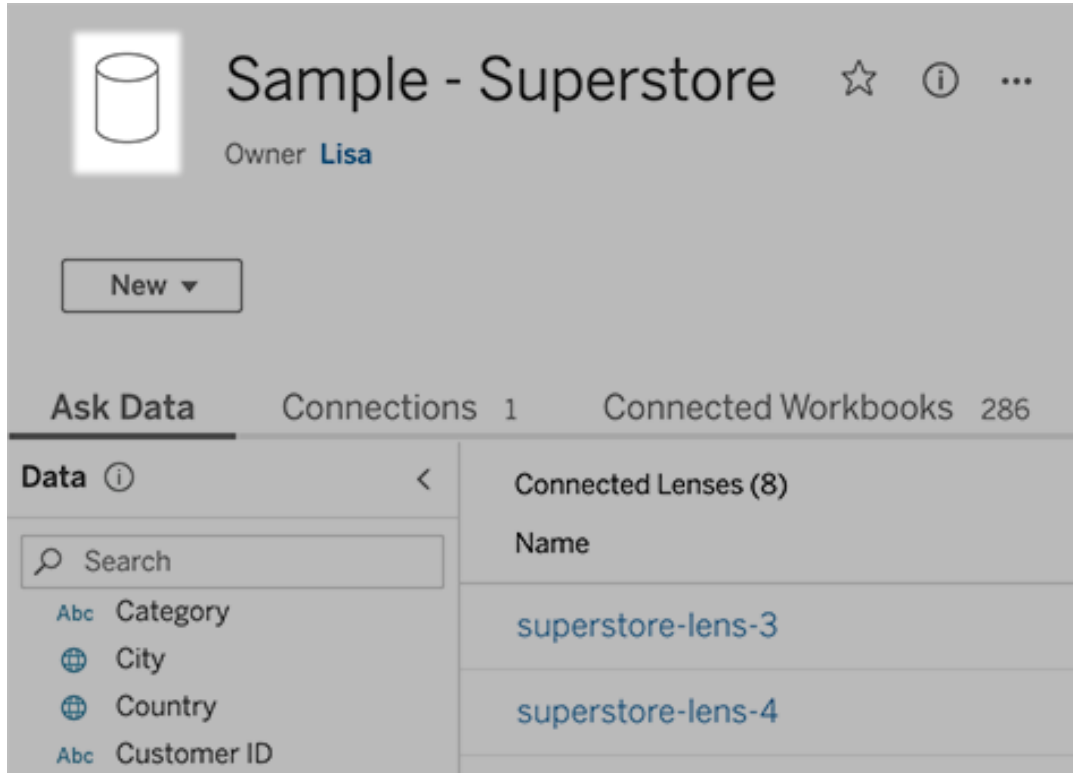 Sample - Superstore
Owner Lisa
New
Ask Data Connections 1 Connected Workbooks 286
Data
Connected Lenses (8)
Search
Name
Abc Category
City
Country
Abc Customer ID
superstore-lens-3
superstore-lens-4